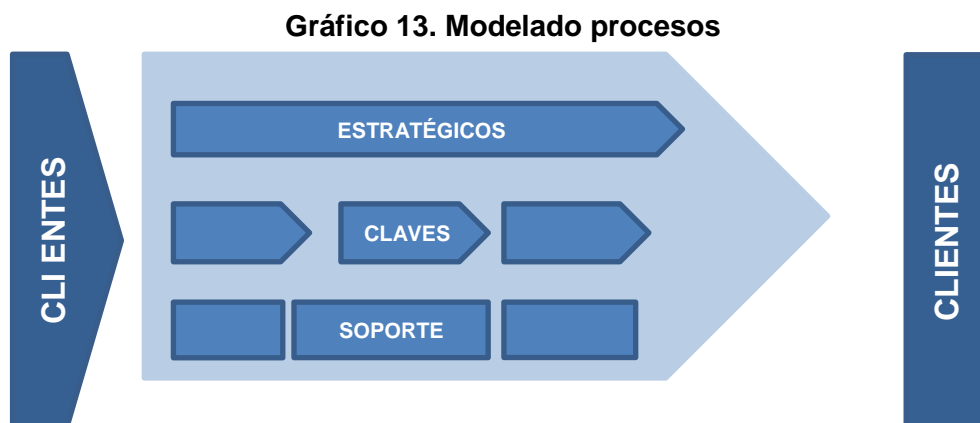 Gráfico 13. Modelado procesos
CLI ENTES
ESTRATÉGICOS
CLAVES
SOPORTE
CLIENTES